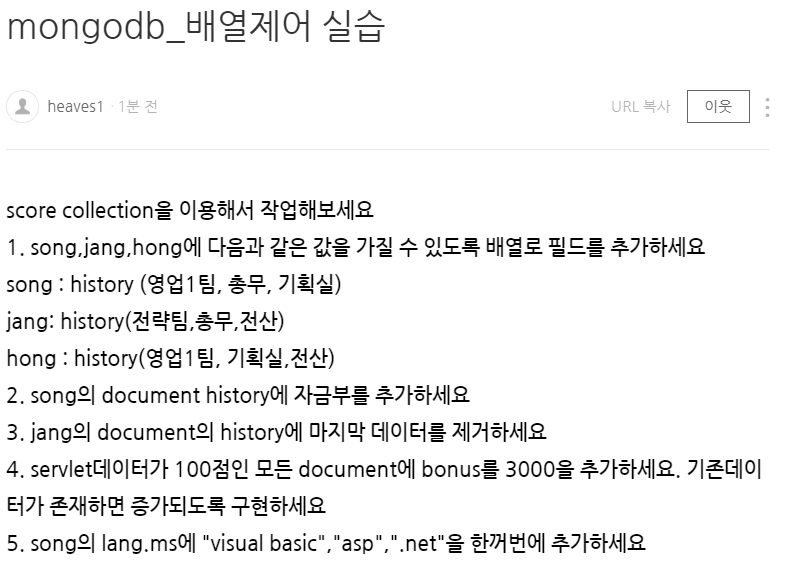 mongodb_배열제어 실습
heaves1 · 1분 전
URL 복사 이웃
score collection을 이용해서 작업해보세요
1. song,jang,hong에 다음과 같은 값을 가질 수 있도록 배열로 필드를 추가하세요
song : history (영업1팀, 총무, 기획실)
jang: history(전략팀,총무,전산)
hong : history(영업1팀, 기획실,전산)
2. song의 document history에 자금부를 추가하세요
3. jang의 document의 history에 마지막 데이터를 제거하세요
4. servlet데이터가 100점인 모든 document에 bonus를 3000을 추가하세요. 기존데이
터가 존재하면 증가되도록 구현하세요
5. song의 lang.ms에 "visual basic","asp",".net"을 한꺼번에 추가하세요